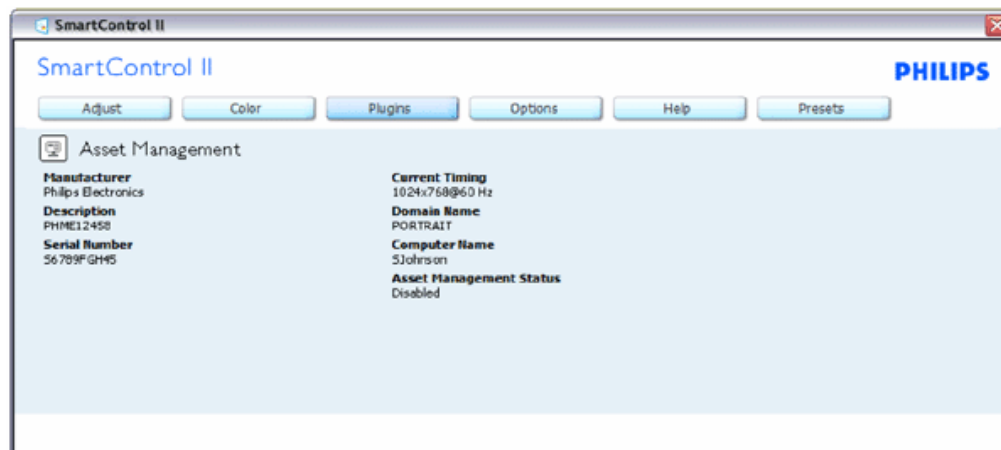 SmartControl II
SmartControl II
PHILIPS
Adjust Color Plugins Options Help Presets
Asset Management
Manufacturer
Philips Electronics
Description
PHME12458
Serial Number
56789FGH45
Current Timing
1024x768@60 Hz
Domain Name
PORTRAIT
Computer Name
SJohnson
Asset Management Status
Disabled